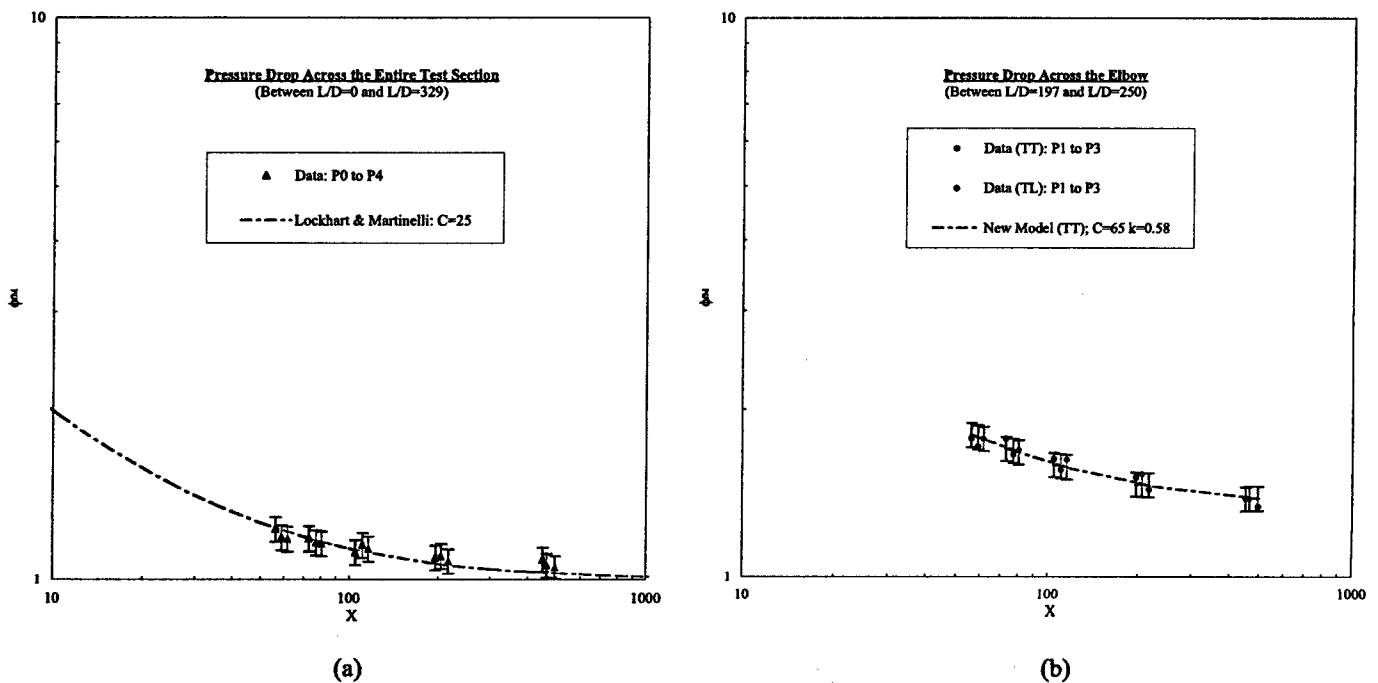 10
Pressure Drop Across the Entire Test Section
(Between L/D=0 and L/D=329)
Data: P0 to P4
Lockhart & Martinelli: C=25
1
10
100
1000
X
(a)
10
Pressure Drop Across the Elbow
(Between L/D=197 and L/D=250)
Data (TT): P1 to P3
Data (TL): P1 to P3
New Model (TT); C=65 k=0.58
1
10
100
1000
X
(b)